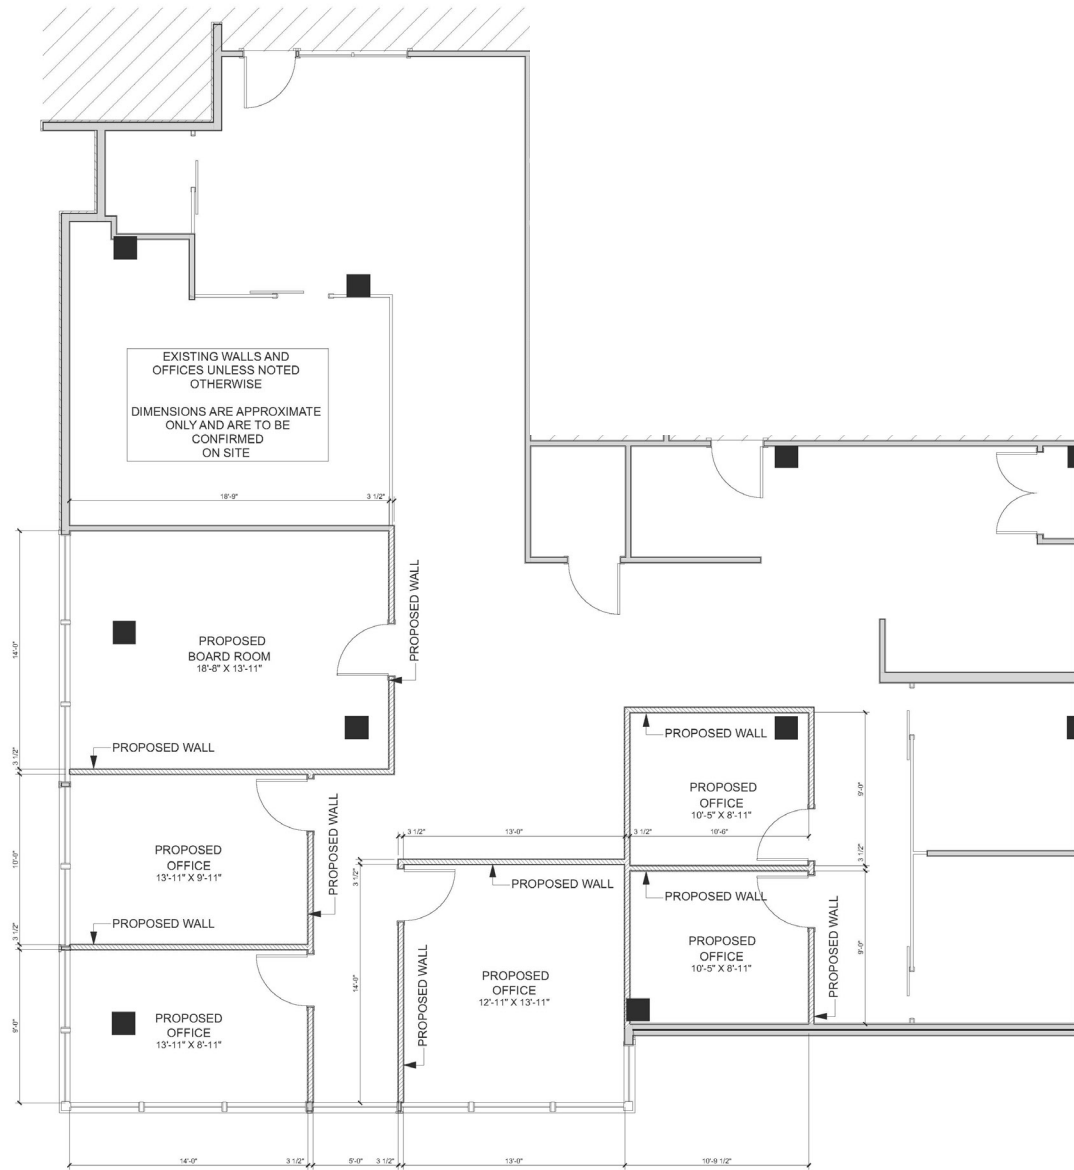 EXISTING WALLS AND
OFFICES UNLESS NOTED
OTHERWISE
DIMENSIONS ARE APPROXIMATE
ONLY AND ARE TO BE
CONFIRMED
ON SITE
18'-9"
3 1/2"
PROPOSED WALL
14'-0"
PROPOSED
BOARD ROOM
18'-8" X 13'-11"
PROPOSED WALL
3 1/2"
PROPOSED WALL
PROPOSED
OFFICE
10'-5" X 8'-11"
9'-0"
3 1/2"
3 1/2"
13'-0"
3 1/2"
10'-6"
10'-0"
PROPOSED
OFFICE
13'-11" X 9'-11"
PROPOSED WALL
3 1/2"
PROPOSED WALL
PROPOSED WALL
PROPOSED WALL
3 1/2"
PROPOSED
OFFICE
10'-5" X 8'-11"
PROPOSED WALL
9'-0"
PROPOSED
OFFICE
12'-11" X 13'-11"
14'-0"
PROPOSED WALL
9'-0"
PROPOSED
OFFICE
13'-11" X 8'-11"
14'-0"
3 1/2"
5'-0"
3 1/2"
13'-0"
10'-9 1/2"